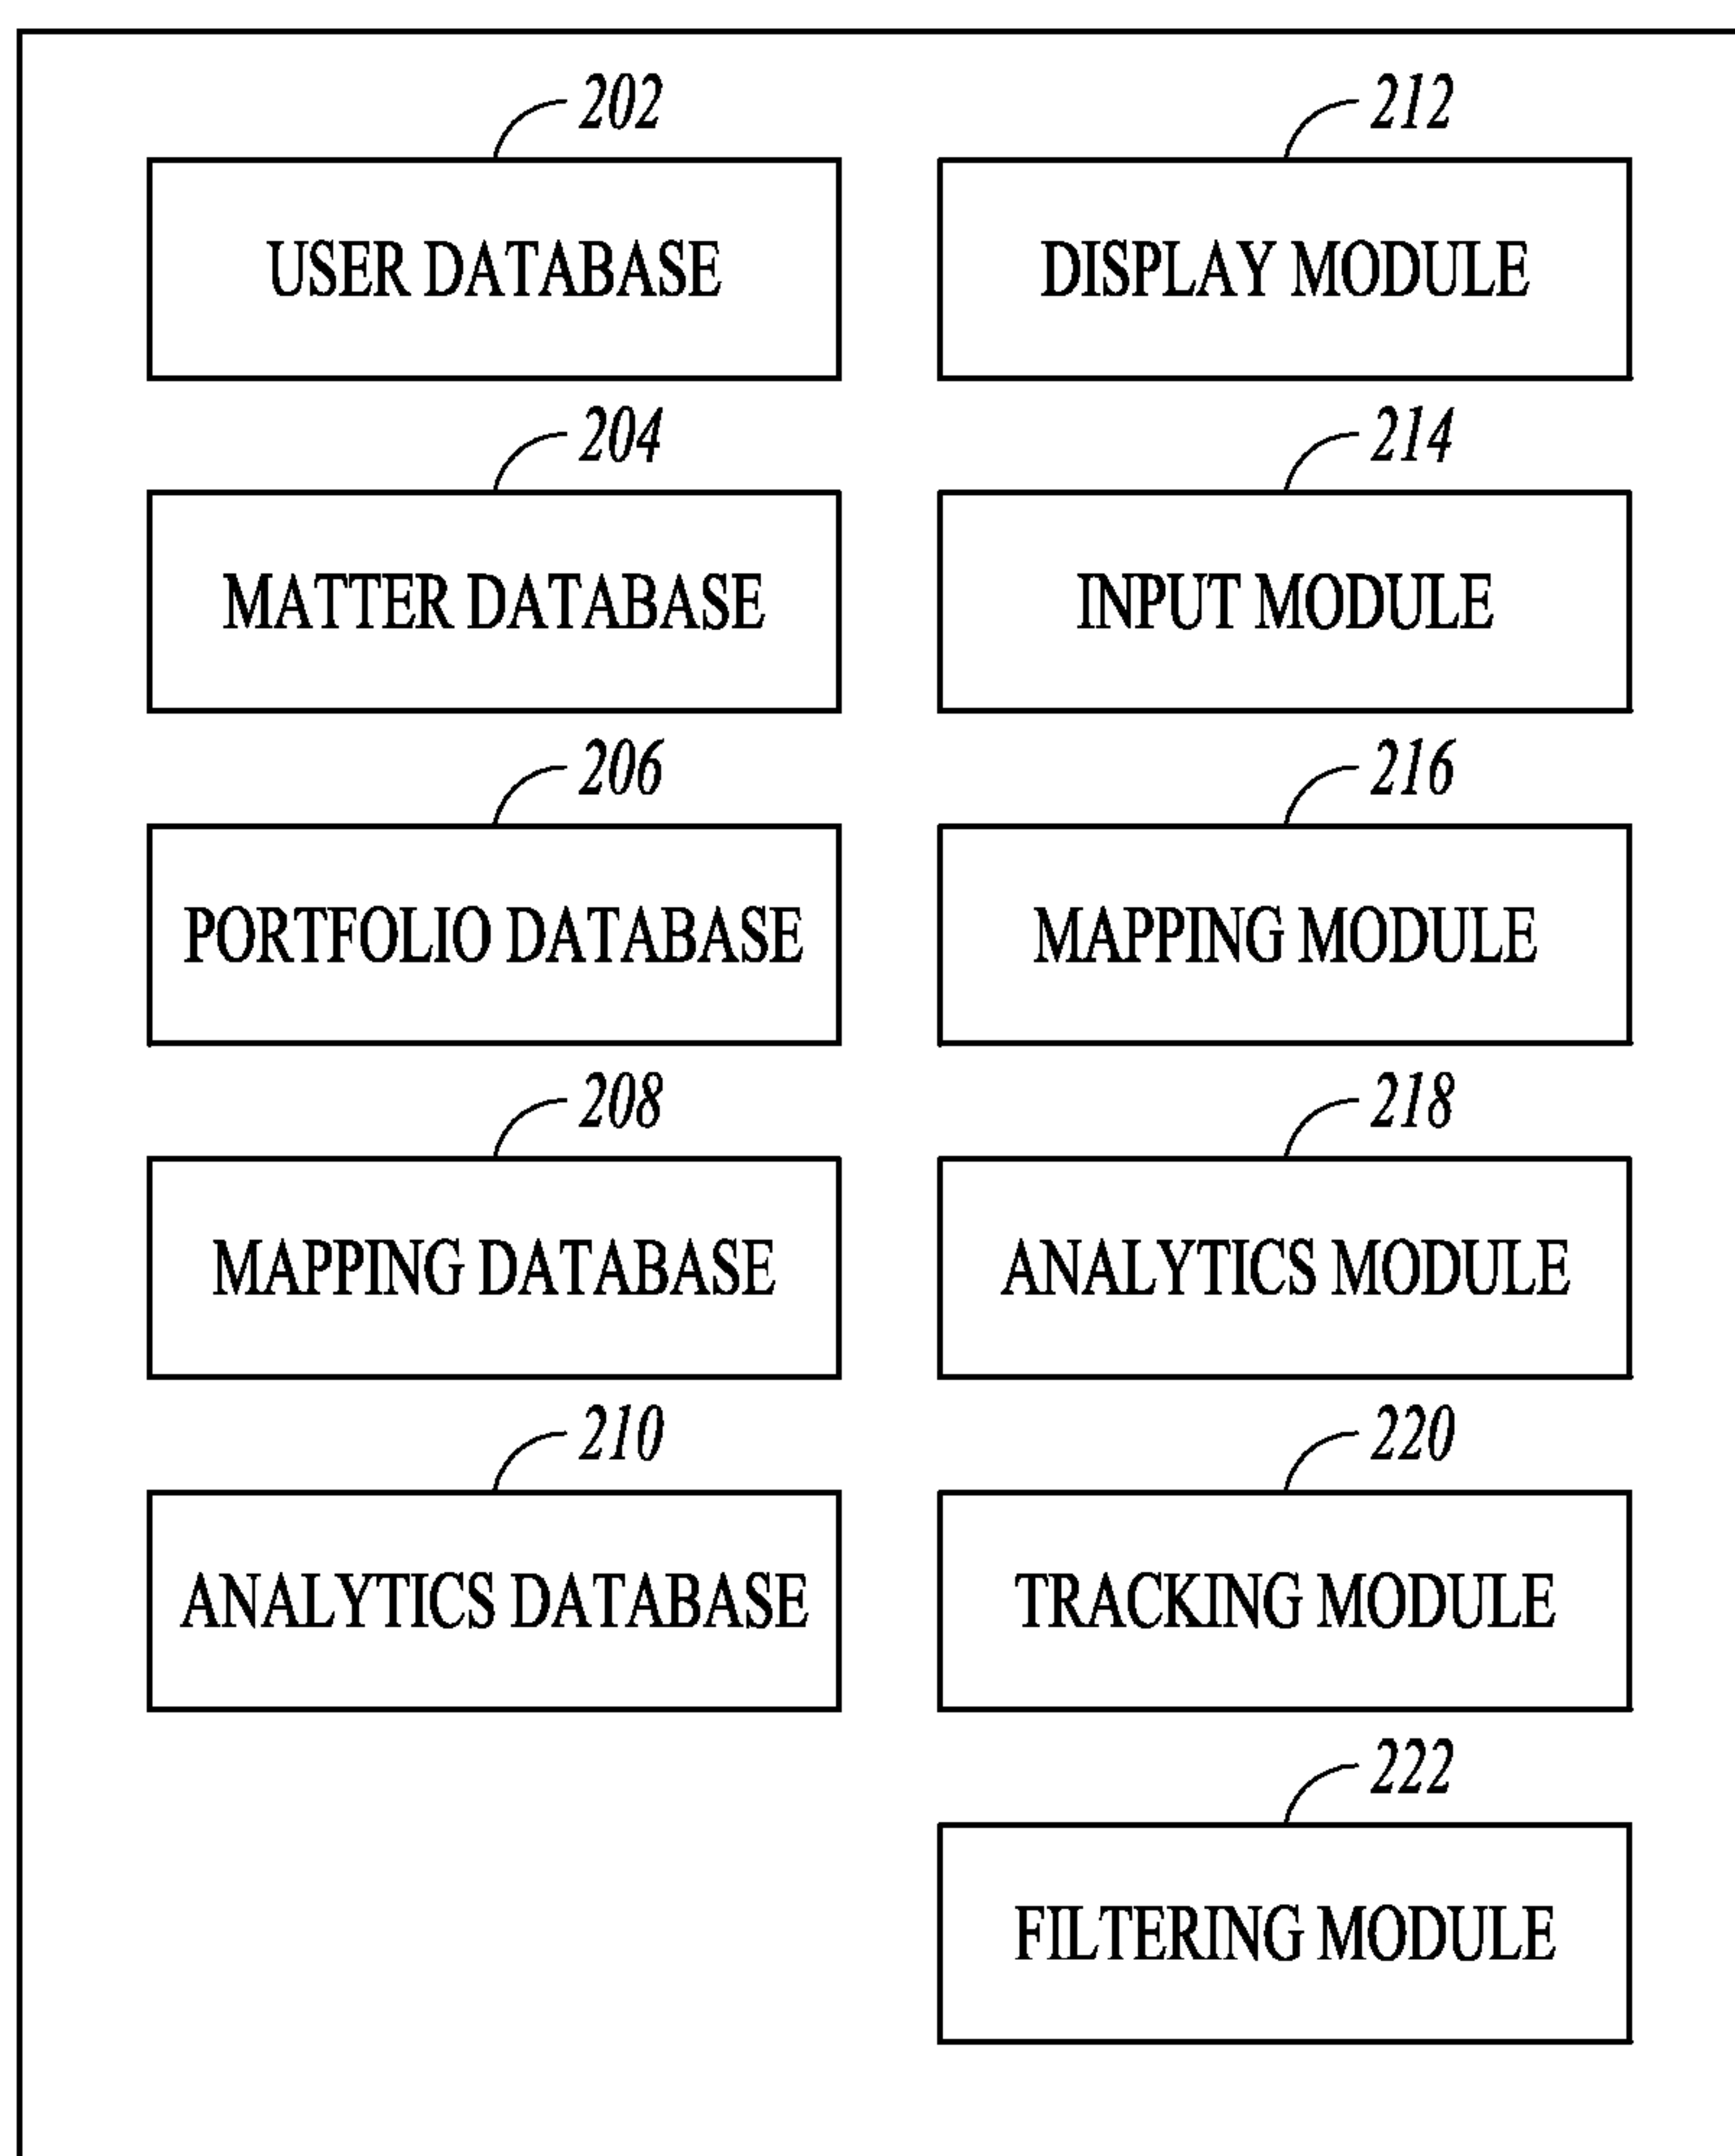 202
USER DATABASE
212
DISPLAY MODULE
204
MATTER DATABASE
214
INPUT MODULE
206
PORTFOLIO DATABASE
216
MAPPING MODULE
208
MAPPING DATABASE
218
ANALYTICS MODULE
210
ANALYTICS DATABASE
220
TRACKING MODULE
222
FILTERING MODULE